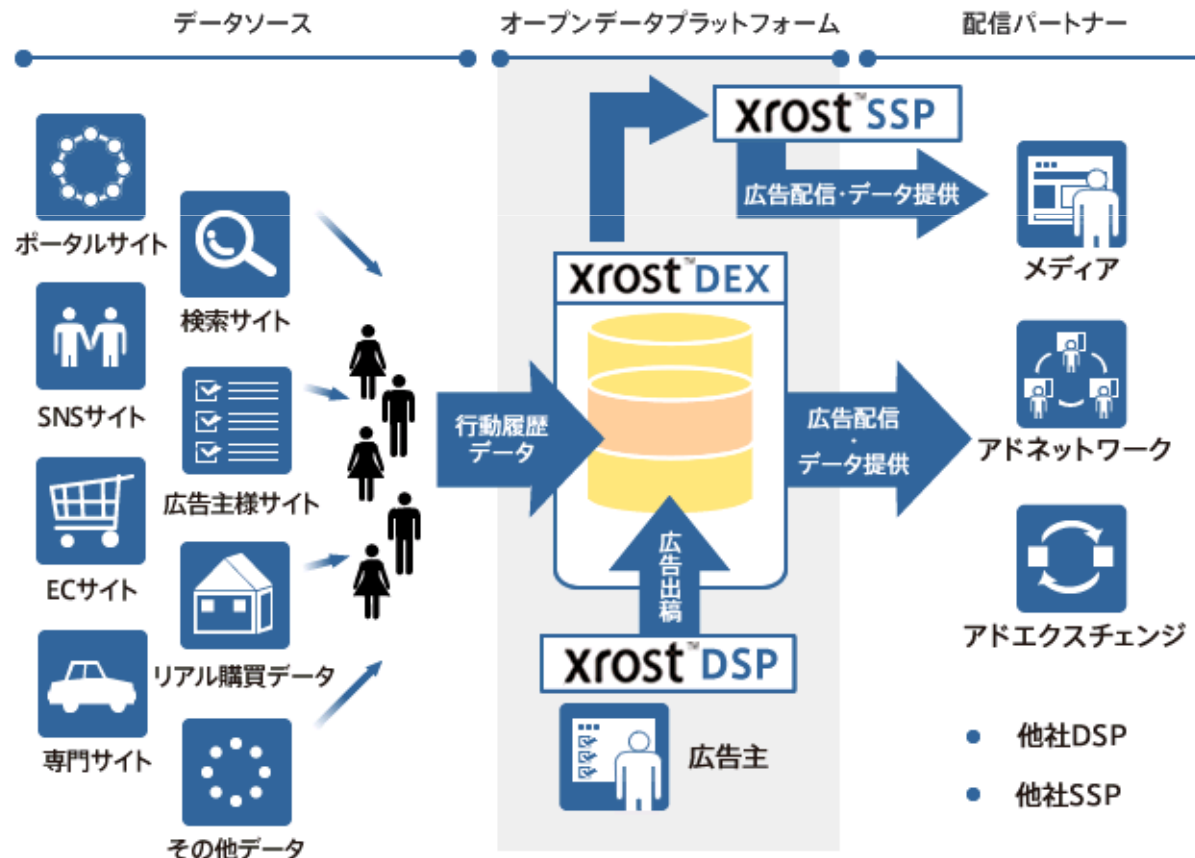 データソース
オープンデータプラットフォーム
配信パートナー
xrost™SSP
広告配信・データ提供
ポータルサイト
メディア
xrost™DEX
検索サイト
SNSサイト
行動履歴
データ
広告配信
・
データ提供
アドネットワーク
広告主様サイト
広告出稿
ECサイト
アドエクスチェンジ
xrost™DSP
リアル購買データ
専門サイト
広告主
他社DSP
他社SSP
その他データ